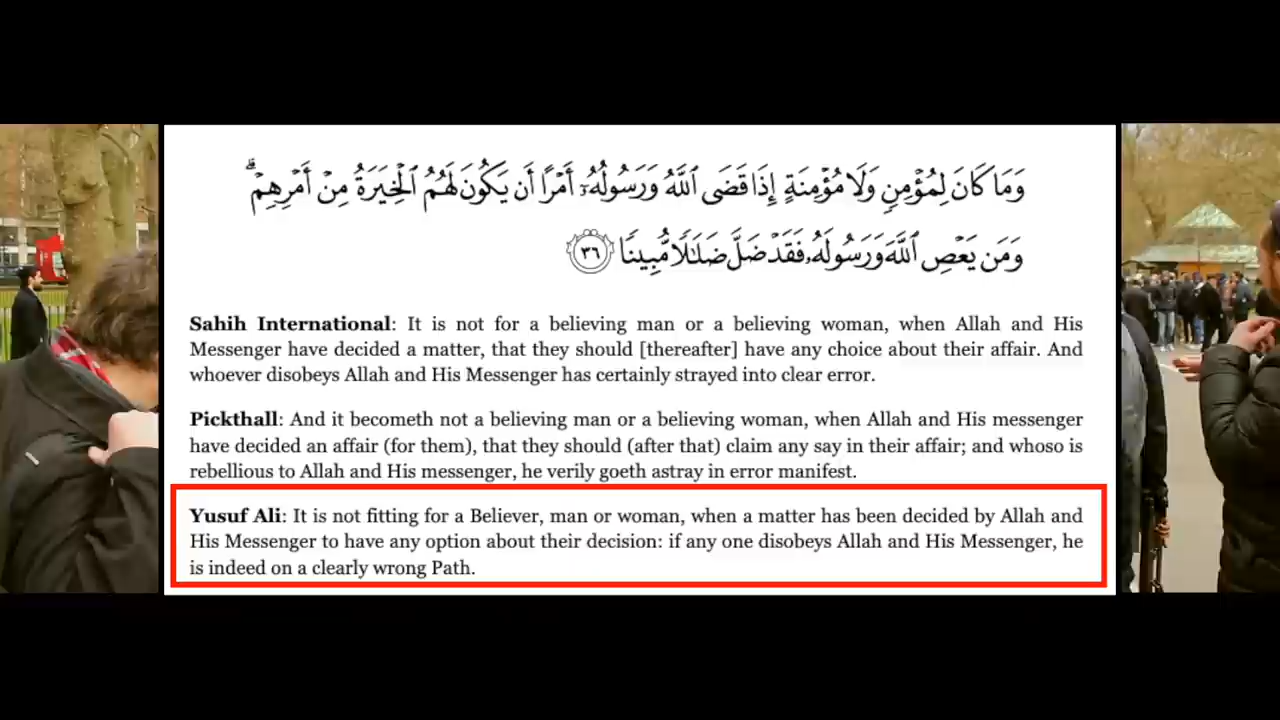 وَمَا كَانَ لِمُؤْمِنٍ وَلَا مُؤْمِنَةٍ إِذَا قَضَى ٱللَّهُ وَرَسُولُهُۥٓ أَمْرًا أَن يَكُونَ لَهُمُ ٱلْخِيَرَةُ مِنْ أَمْرِهِمْ ۗ
وَمَن يَعْصِ ٱللَّهَ وَرَسُولَهُۥ فَقَدْ ضَلَّ ضَلَـٰلًا مُّبِينًا ٣٦
Sahih International: It is not for a believing man or a believing woman, when Allah and His
Messenger have decided a matter, that they should [thereafter] have any choice about their affair. And
whoever disobeys Allah and His Messenger has certainly strayed into clear error.
Pickthall: And it becometh not a believing man or a believing woman, when Allah and His messenger
have decided an affair (for them), that they should (after that) claim any say in their affair; and whoso is
rebellious to Allah and His messenger, he verily goeth astray in error manifest.
Yusuf Ali: It is not fitting for a Believer, man or woman, when a matter has been decided by Allah and
His Messenger to have any option about their decision: if any one disobeys Allah and His Messenger, he
is indeed on a clearly wrong Path.